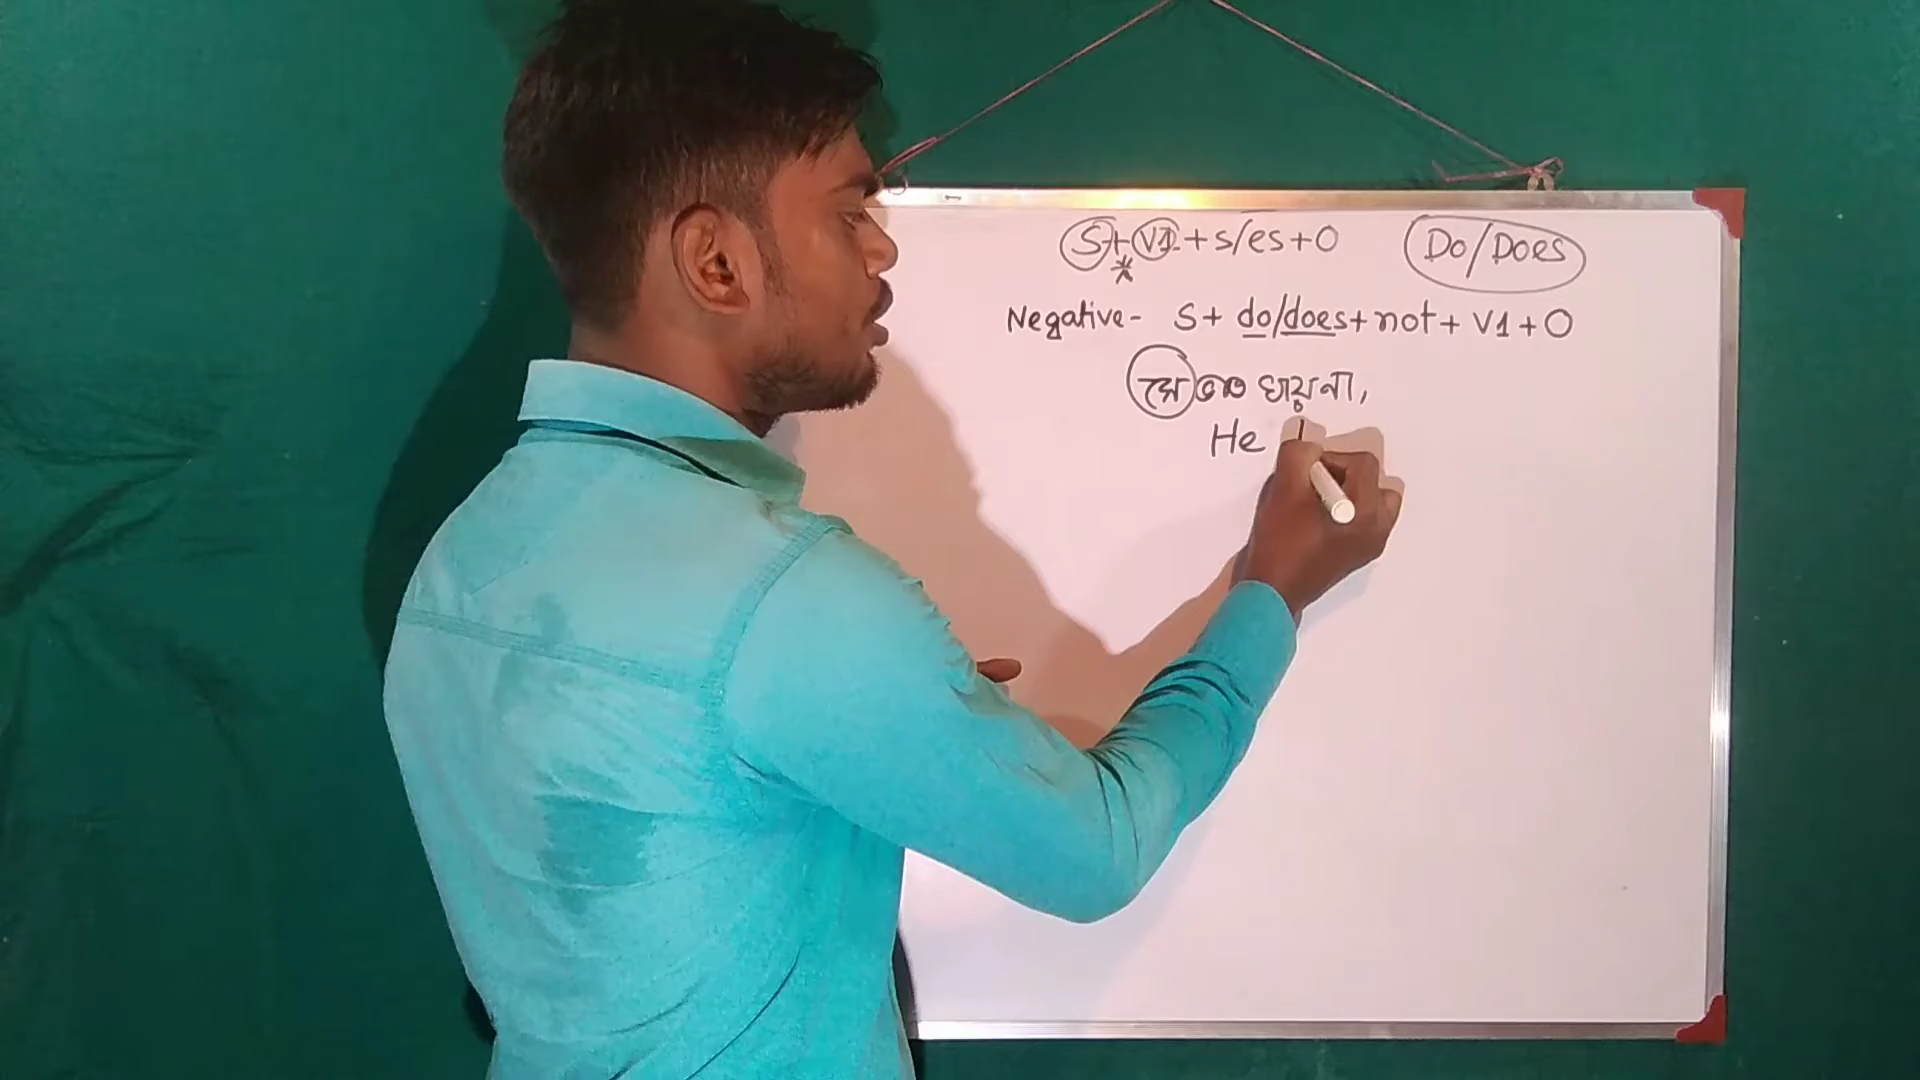 S+V1+s/es+O Do/Does
*
Negative- S+ do/does+not+ V1+O
সে ভাত খায়না,
He